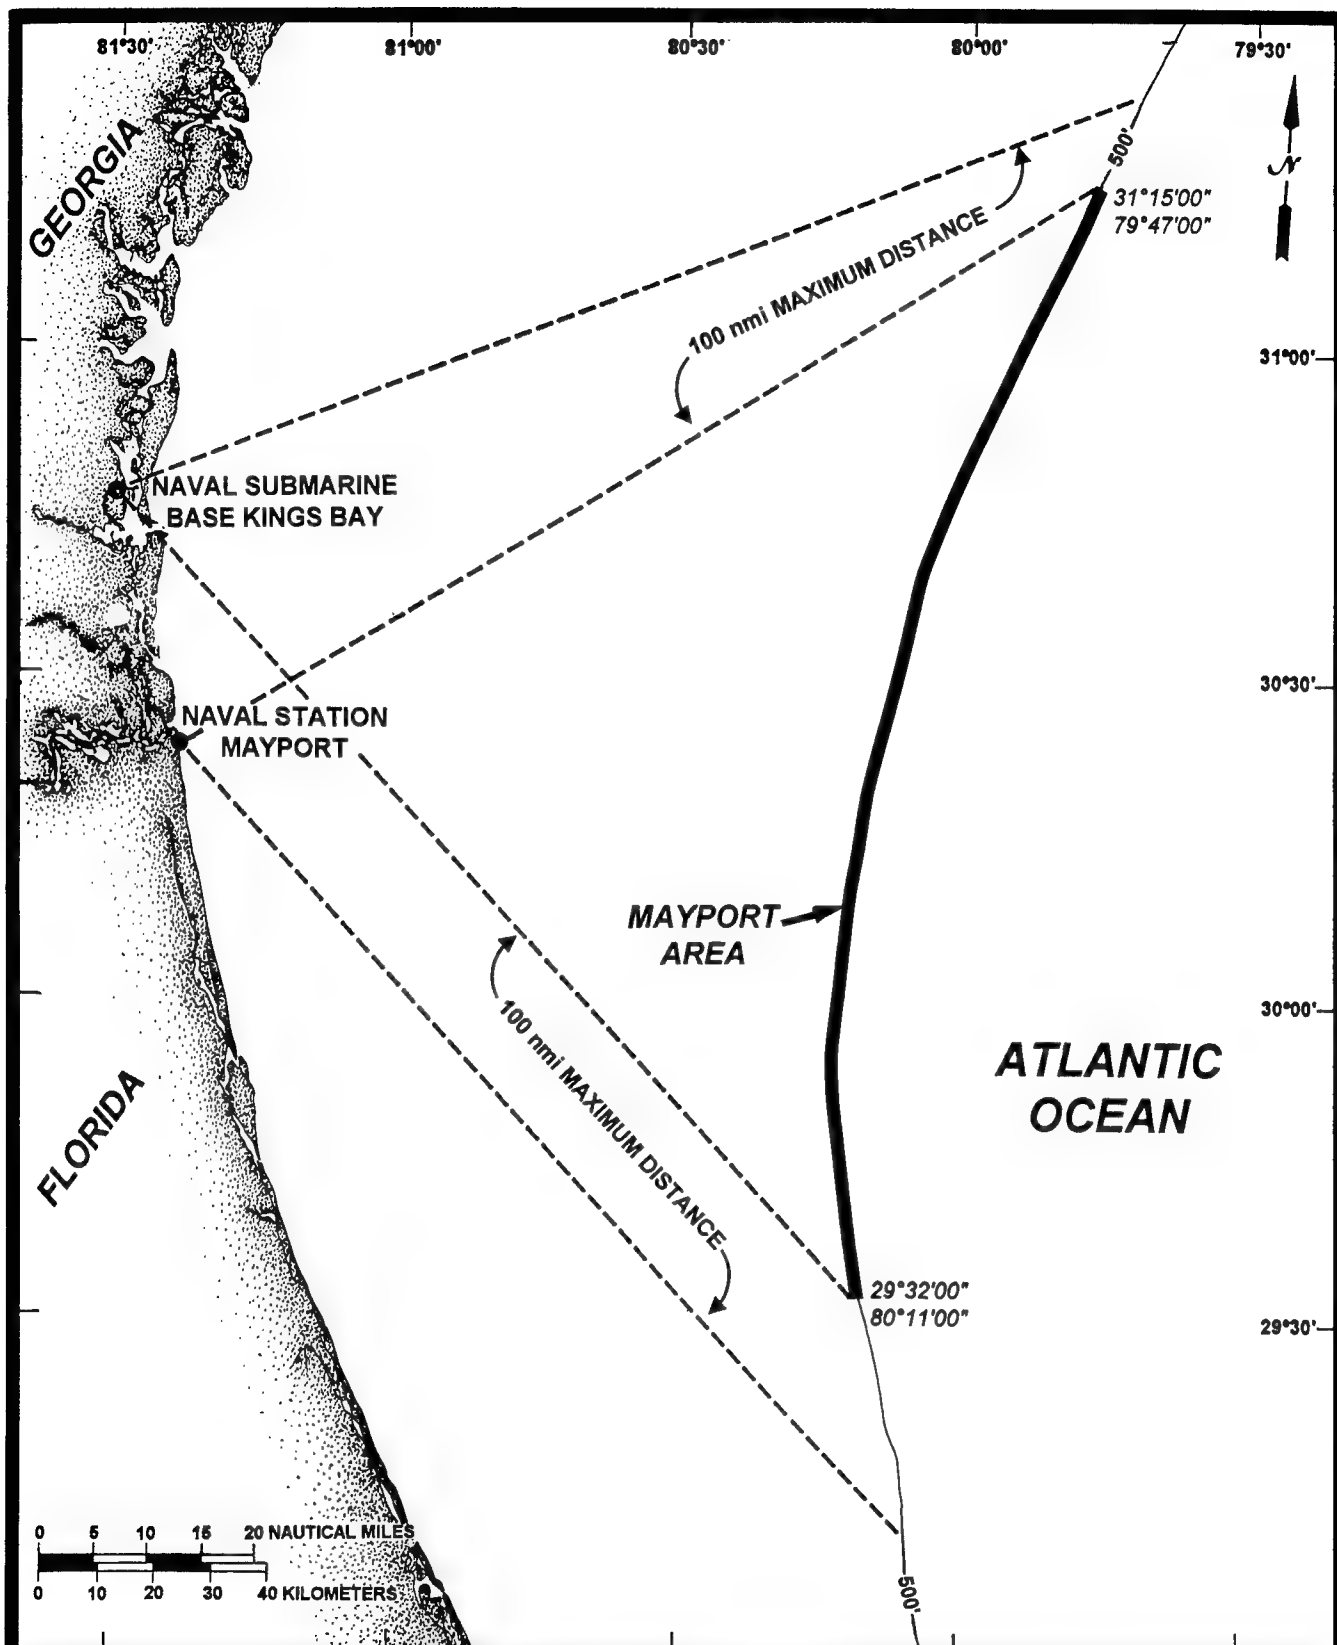 81°30'
81°00'
80°30'
80°00'
79°30'
GEORGIA
500'
N
31°15'00"
79°47'00"
100 nmi MAXIMUM DISTANCE
31°00'
NAVAL SUBMARINE
BASE KINGS BAY
30°30'
NAVAL STATION
MAYPORT
MAYPORT
AREA
30°00'
ATLANTIC
OCEAN
100 nmi MAXIMUM DISTANCE
FLORIDA
29°32'00"
80°11'00"
29°30'
0 5 10 15 20 NAUTICAL MILES
0 10 20 30 40 KILOMETERS
500'